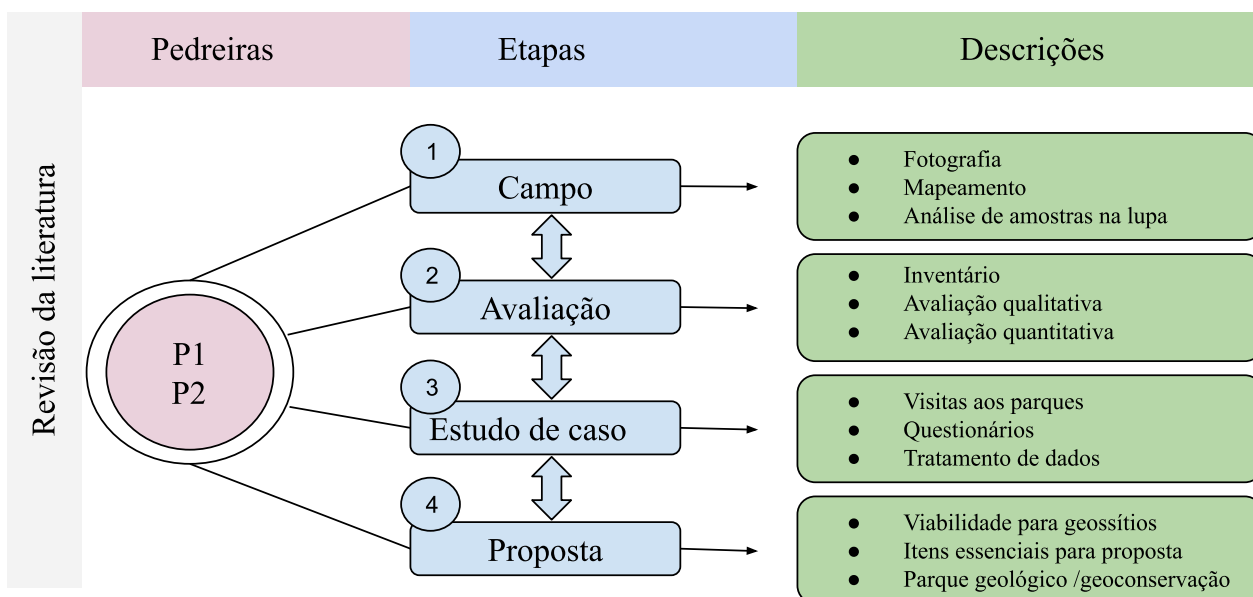 Pedreiras
Etapas
Descrições
Revisão da literatura
P1
P2
1
Campo
● Fotografia
● Mapeamento
● Análise de amostras na lupa
2
Avaliação
● Inventário
● Avaliação qualitativa
● Avaliação quantitativa
3
Estudo de caso
● Visitas aos parques
● Questionários
● Tratamento de dados
4
Proposta
● Viabilidade para geossítios
● Itens essenciais para proposta
● Parque geológico /geoconservação